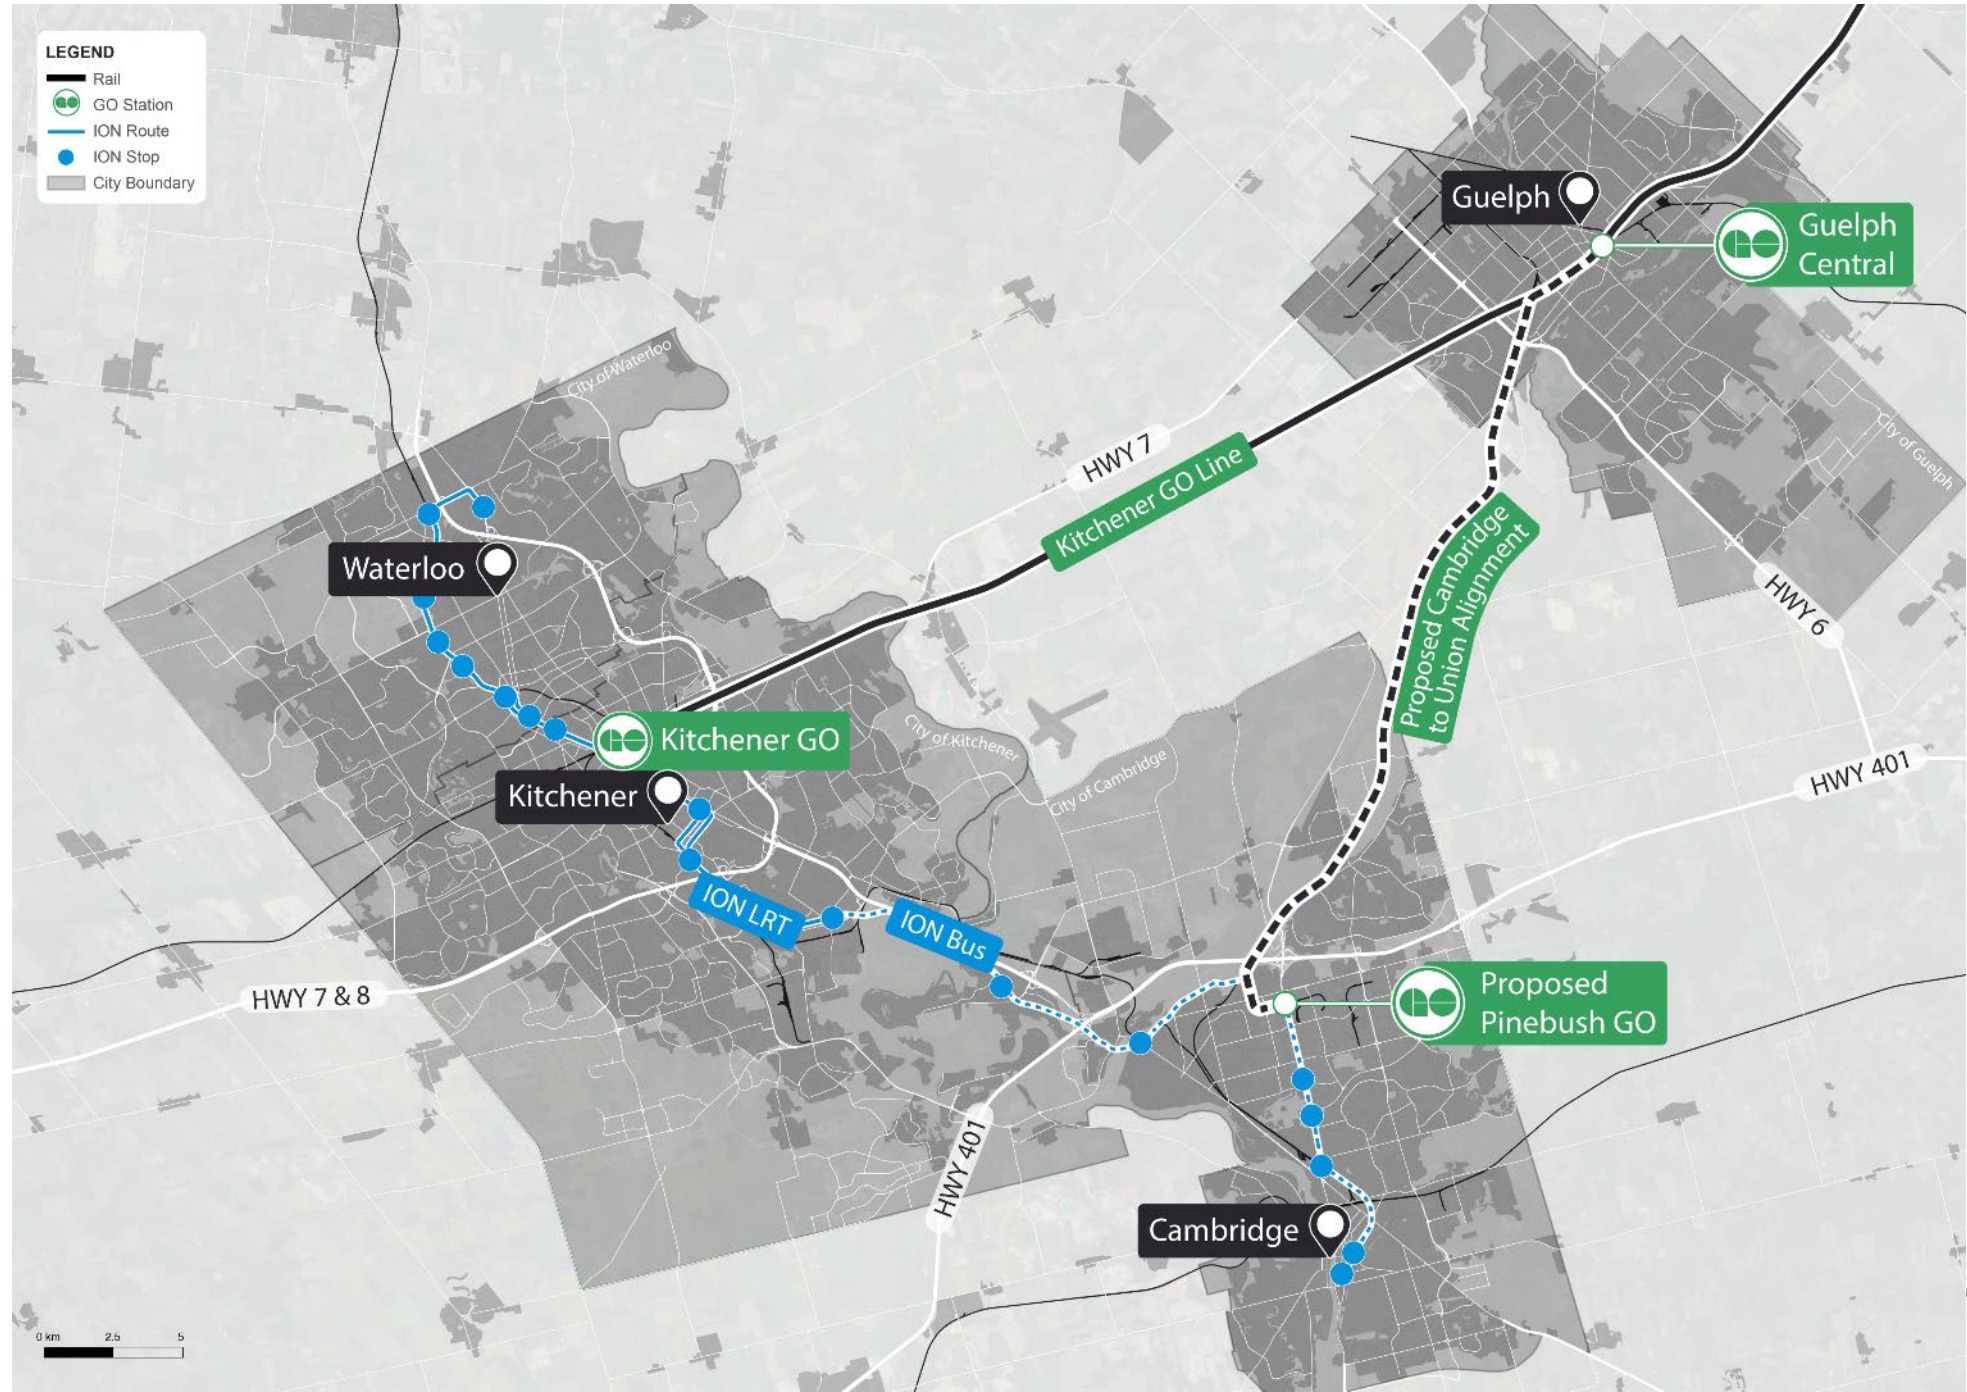 LEGEND
Rail
GO Station
ION Route
ION Stop
City Boundary
Guelph
Guelph
Central
City of Waterloo
City of Guelph
HWY 7
Kitchener GO Line
Proposed Cambridge
to Union Alignment
Waterloo
HWY 6
Kitchener GO
City of Kitchener
City of Cambridge
HWY 401
Kitchener
ION LRT
ION Bus
HWY 7 & 8
Proposed
Pinebush GO
HWY 401
Cambridge
0 km 2.5 5